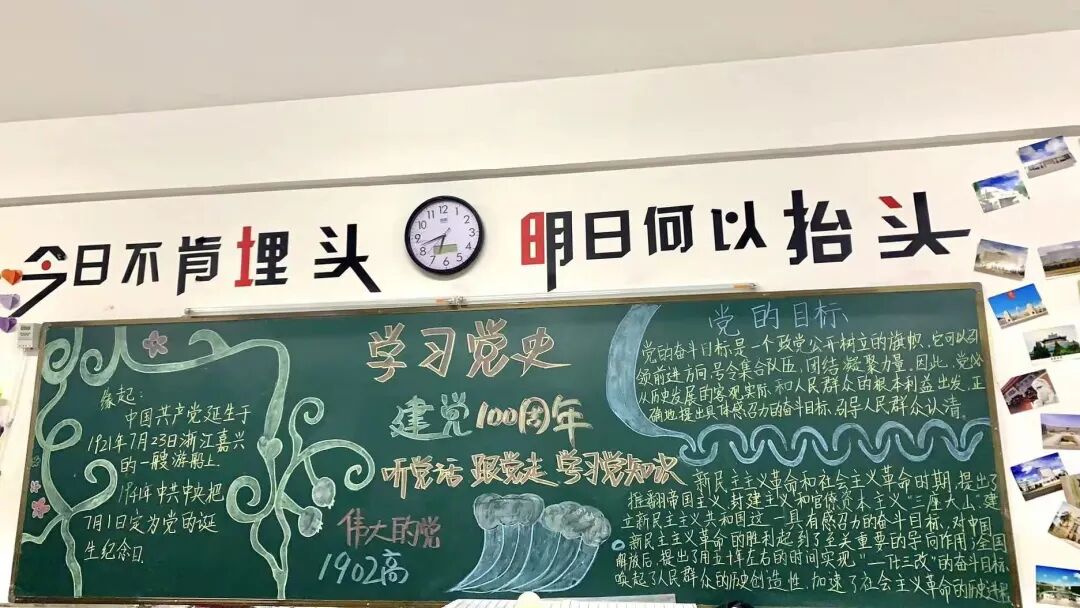 今日不肯埋头
明日何以抬头
12
1
2
3
4
5
6
7
8
9
10
11
缘起:
中国共产党诞生于
1921年7月23日浙江嘉兴
的一艘游船上.
1941年中共中央把
7月1日定为党的诞
生纪念日.
学习党史
建党100周年
听党话 跟党走 学习党知识
伟大的党
1902高
党的目标
党的奋斗目标是一个政党公开树立的旗帜.它可以引
领前进方向.号令集合队伍.团结凝聚力量.因此.党
从历史发展的客观实际和人民群众的根本利益出发.正
确地提出具体感召力的奋斗目标.引导人民群众认清.
新民主主义革命和社会主义革命时期.提出了
推翻帝国主义.封建主义和官僚资本主义"三座大山"建
立新民主主义共和国这一具有感召力的奋斗目标.对中国
新民主主义革命的胜利起到了至关重要的导向作用;全国
解放后.提出了用五十年左右的时间实现"一化三改"的奋斗目标
唤起了人民群众的历史创造性.加速了社会主义革命的历史进程